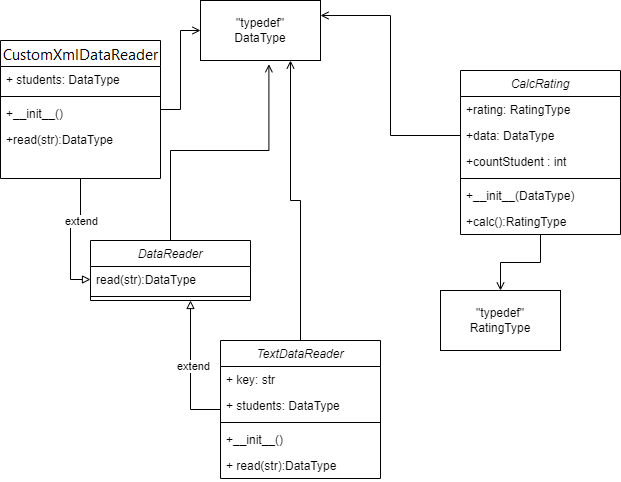 "typedef"
DataType
CustomXmlDataReader
+ students: DataType
+__init__()
+read(str):DataType
extend
DataReader
read(str):DataType
extend
TextDataReader
+ key: str
+ students: DataType
+__init__()
+ read(str):DataType
CalcRating
+rating: RatingType
+data: DataType
+countStudent : int
+__init__(DataType)
+calc():RatingType
"typedef"
RatingType